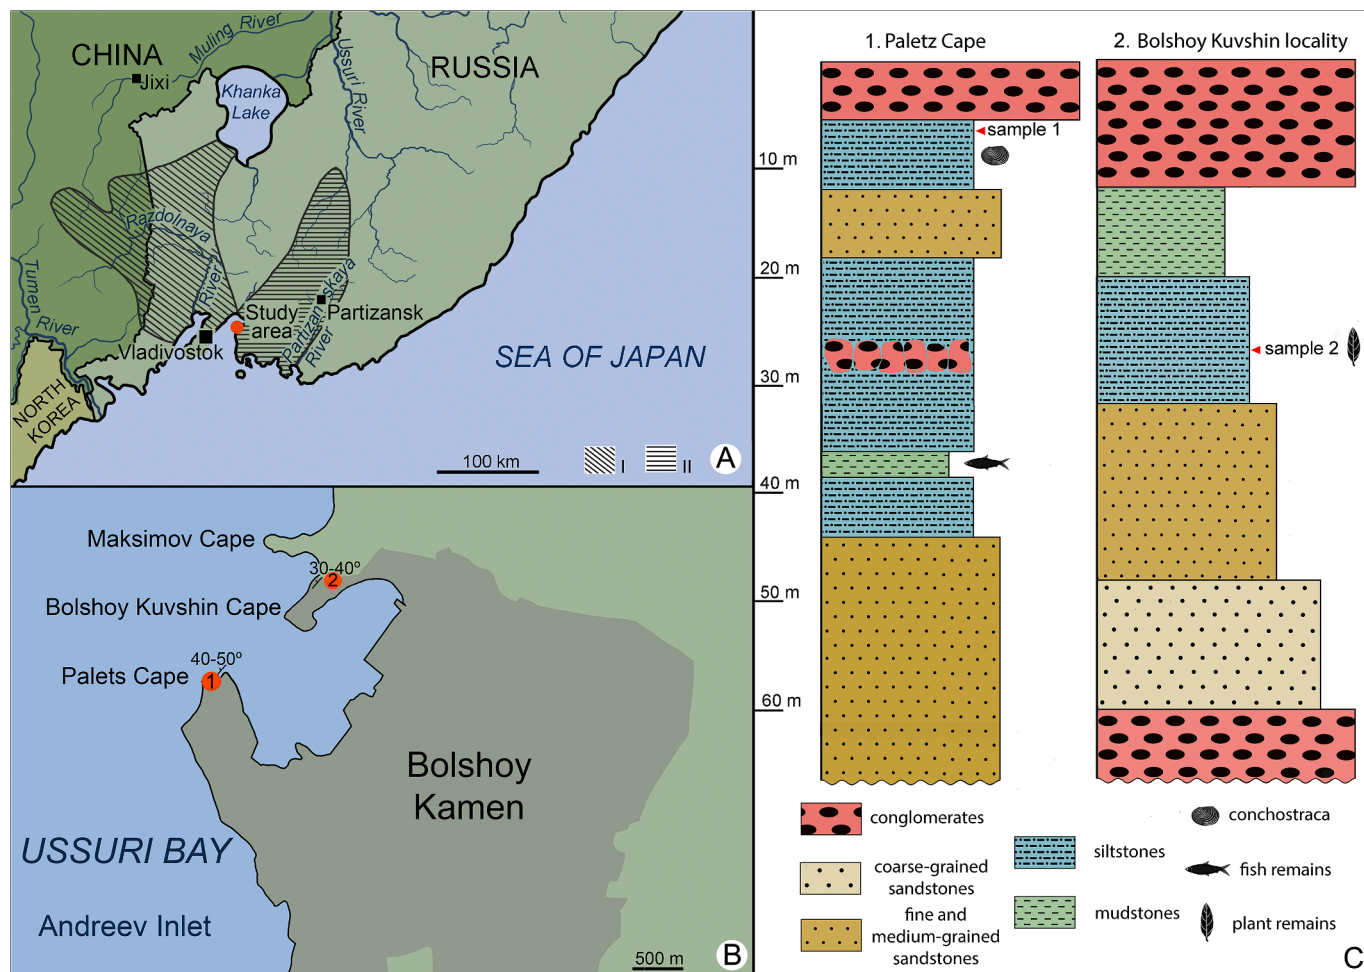 CHINA
Jixi
Muling River
Khanka
Lake
Ussuri River
RUSSIA
Razdolnaya
River
Tumen
River
Study
area
Partizanskaya
River
Partizansk
Vladivostok
NORTH
KOREA
SEA OF JAPAN
100 km
I
II
A
Maksimov Cape
30-40º
2
Bolshoy Kuvshin Cape
40-50º
Palets Cape
1
Bolshoy
Kamen
USSURI BAY
Andreev Inlet
500 m
B
1. Paletz Cape
2. Bolshoy Kuvshin locality
sample 1
10 m
20 m
sample 2
30 m
40 m
50 m
60 m
conglomerates
coarse-grained
sandstones
fine and
medium-grained
sandstones
siltstones
mudstones
conchostraca
fish remains
plant remains
C